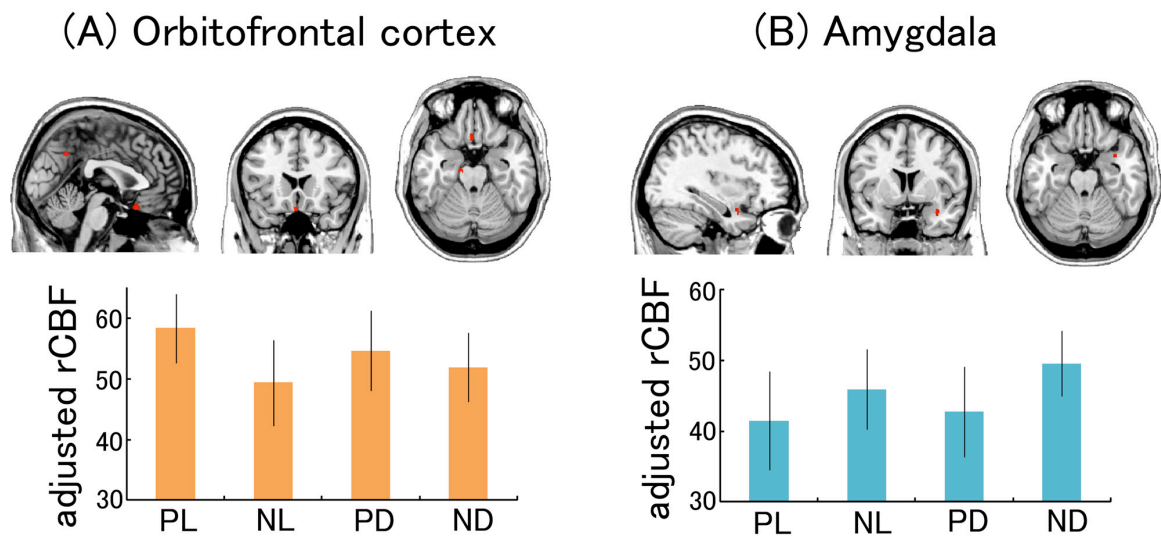 (A) Orbitofrontal cortex
adjusted rCBF
60
50
40
30
PL NL PD ND
(B) Amygdala
adjusted rCBF
60
50
40
30
PL NL PD ND